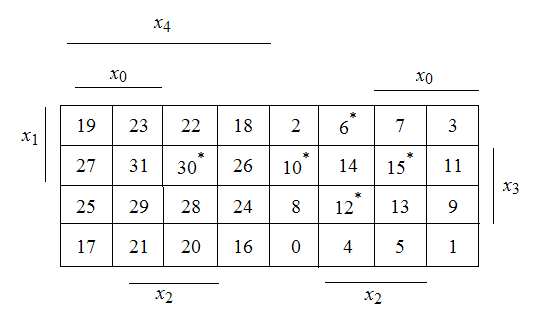 x₄
x₀ x₀
x₁ 19 23 22 18 2 6* 7 3
27 31 30* 26 10* 14 15* 11
x₃
25 29 28 24 8 12* 13 9
17 21 20 16 0 4 5 1
x₂ x₂